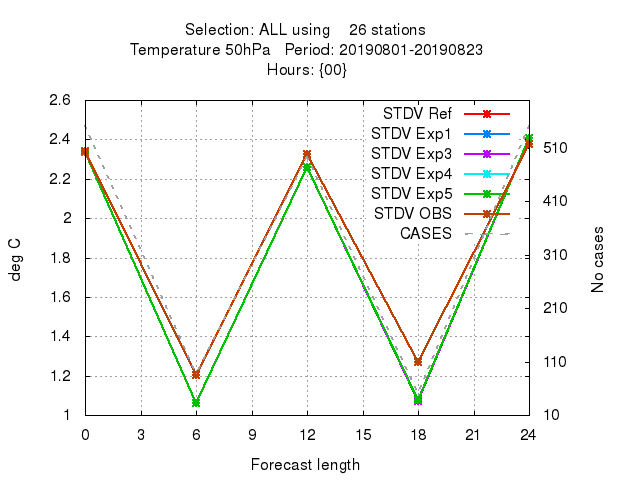 Selection: ALL using    26 stations
Temperature 50hPa   Period: 20190801-20190823
Hours: {00}
2.6
2.4
2.2
2
1.8
1.6
1.4
1.2
1
deg C
STDV Ref
STDV Exp1
STDV Exp3
STDV Exp4
STDV Exp5
STDV OBS
CASES
510
410
310
210
110
10
No cases
0 3 6 9 12 15 18 21 24
Forecast length